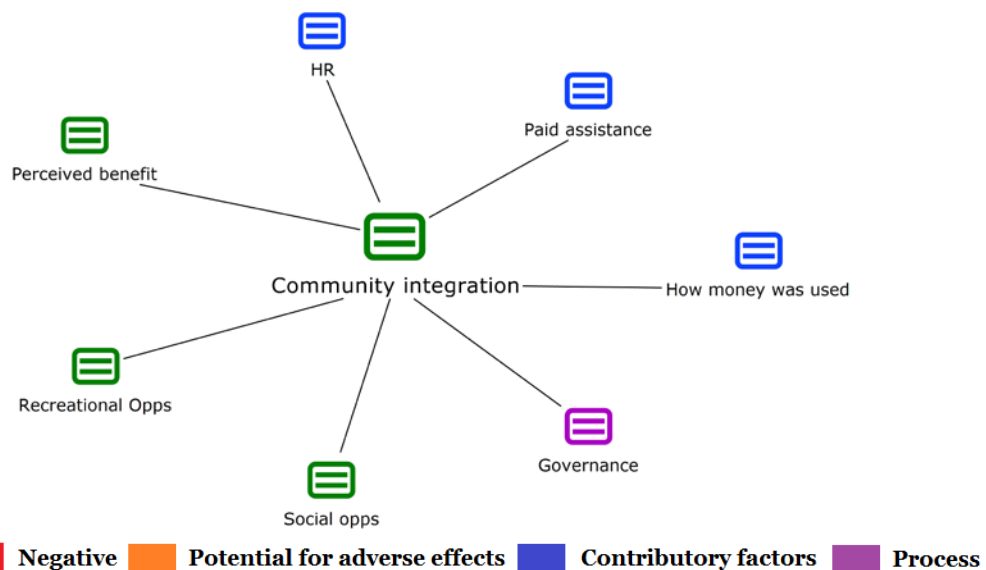 HR
Paid assistance
Perceived benefit
How money was used
Community integration
Recreational Opps
Governance
Social opps
Negative Potential for adverse effects Contributory factors Process